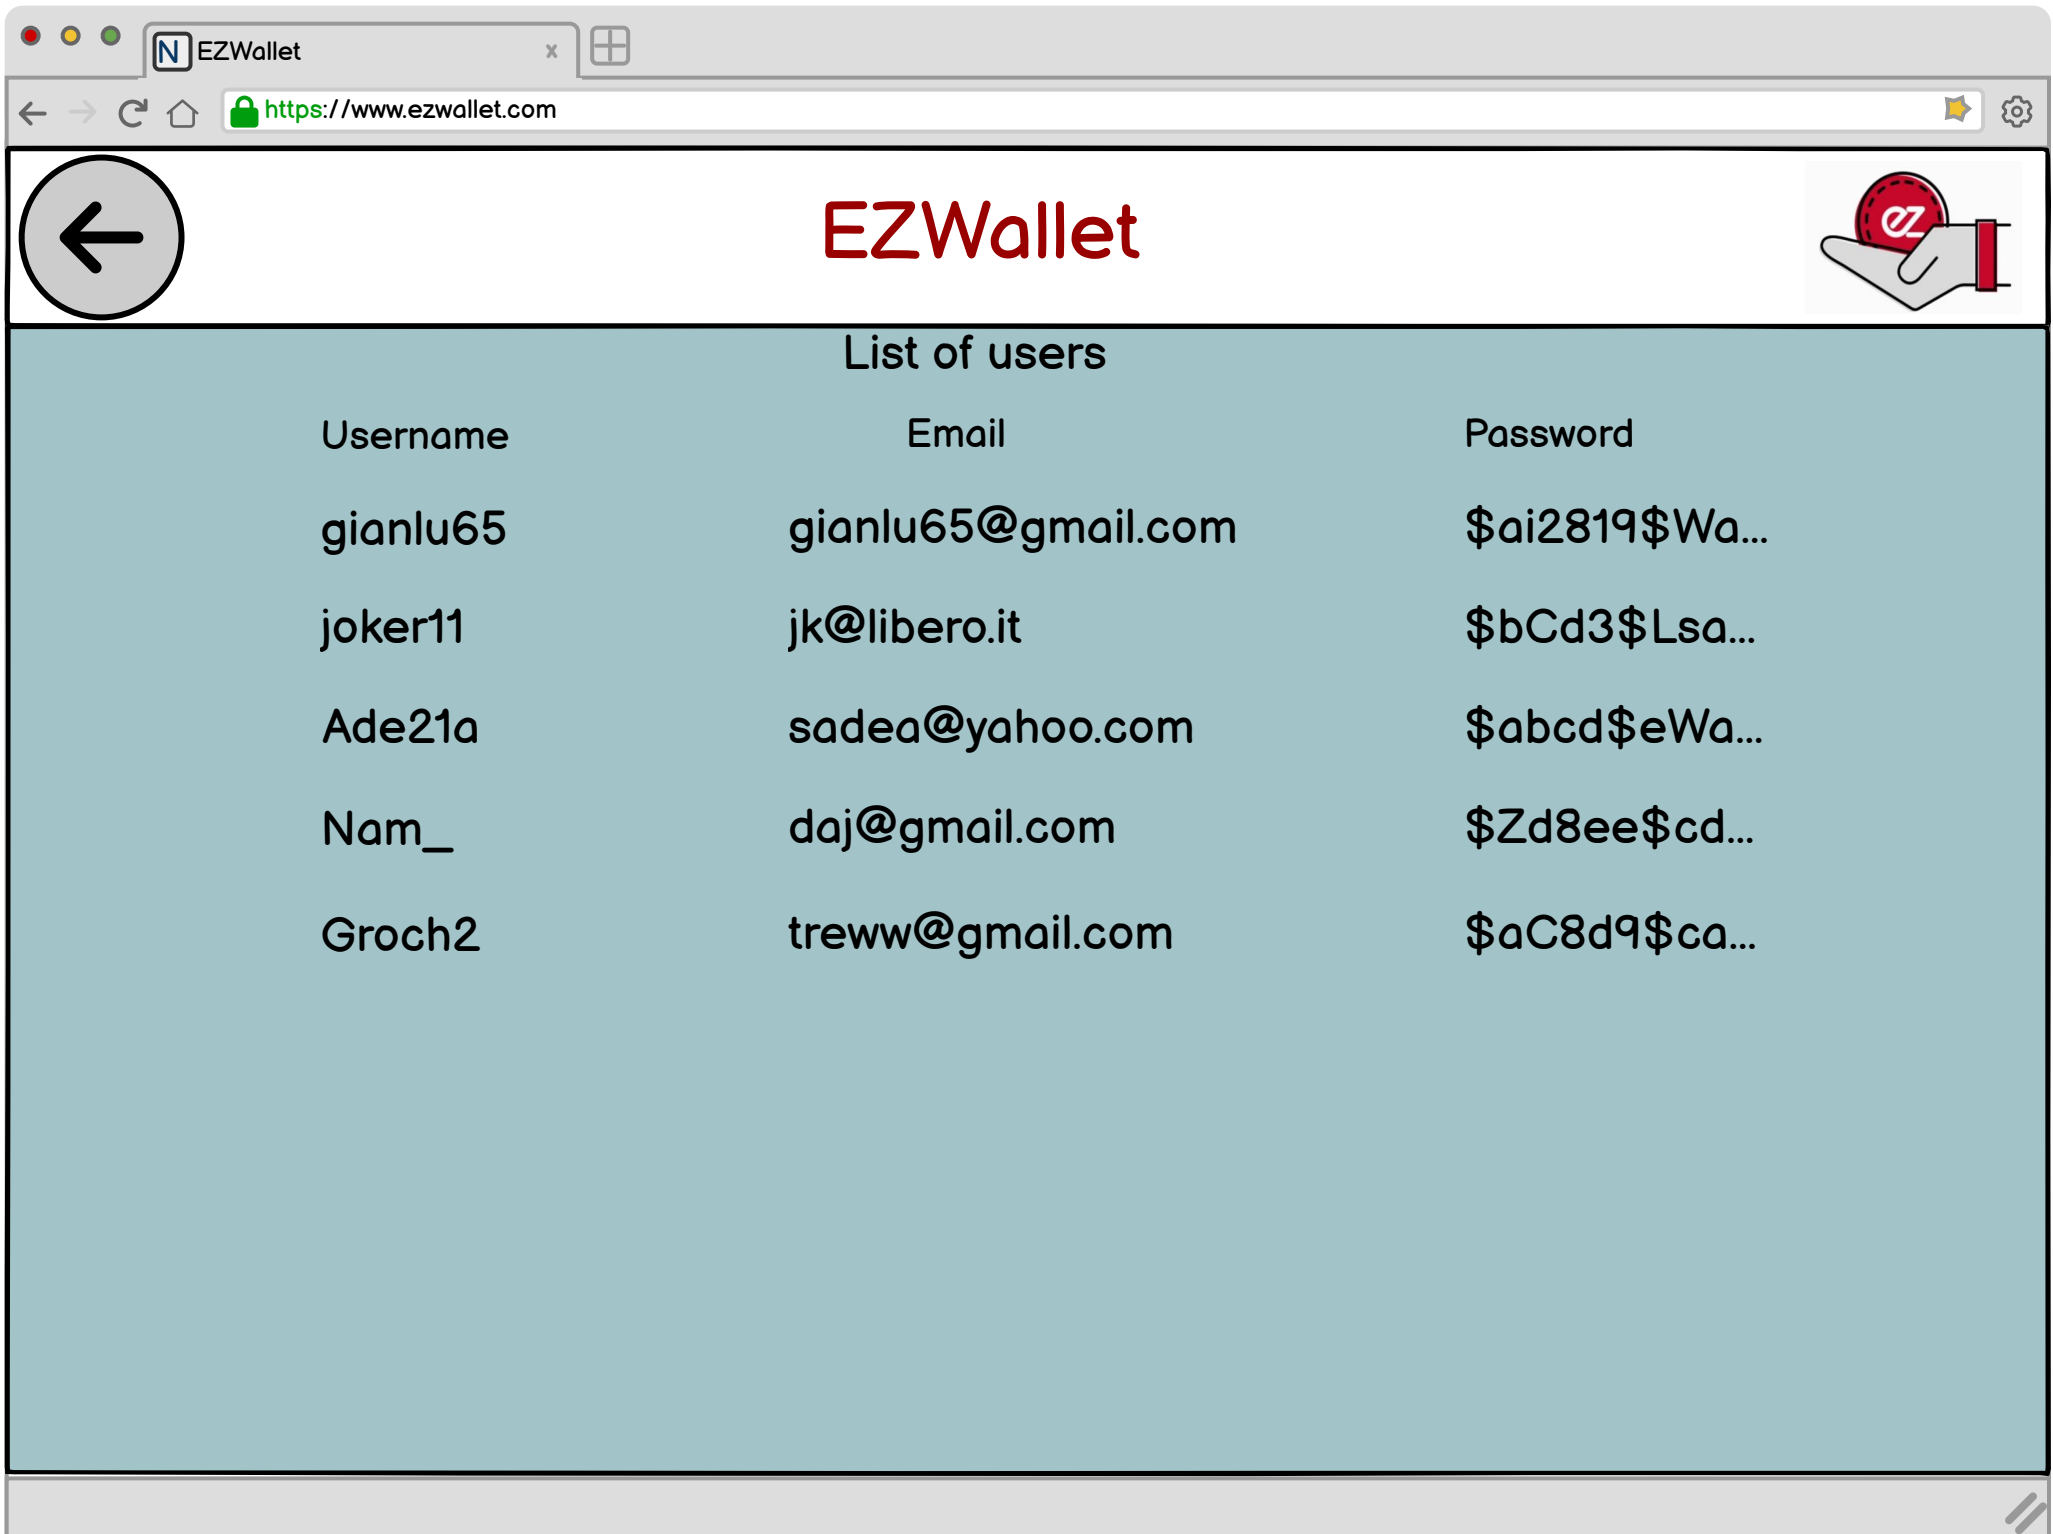 N EZWallet x
https://www.ezwallet.com
EZWallet
ez
List of users
Username Email Password
gianlu65 gianlu65@gmail.com $ai2819$Wa...
joker11 jk@libero.it $bCd3$Lsa...
Ade21a sadea@yahoo.com $abcd$eWa...
Nam_ daj@gmail.com $Zd8ee$cd...
Groch2 treww@gmail.com $aC8d9$ca...